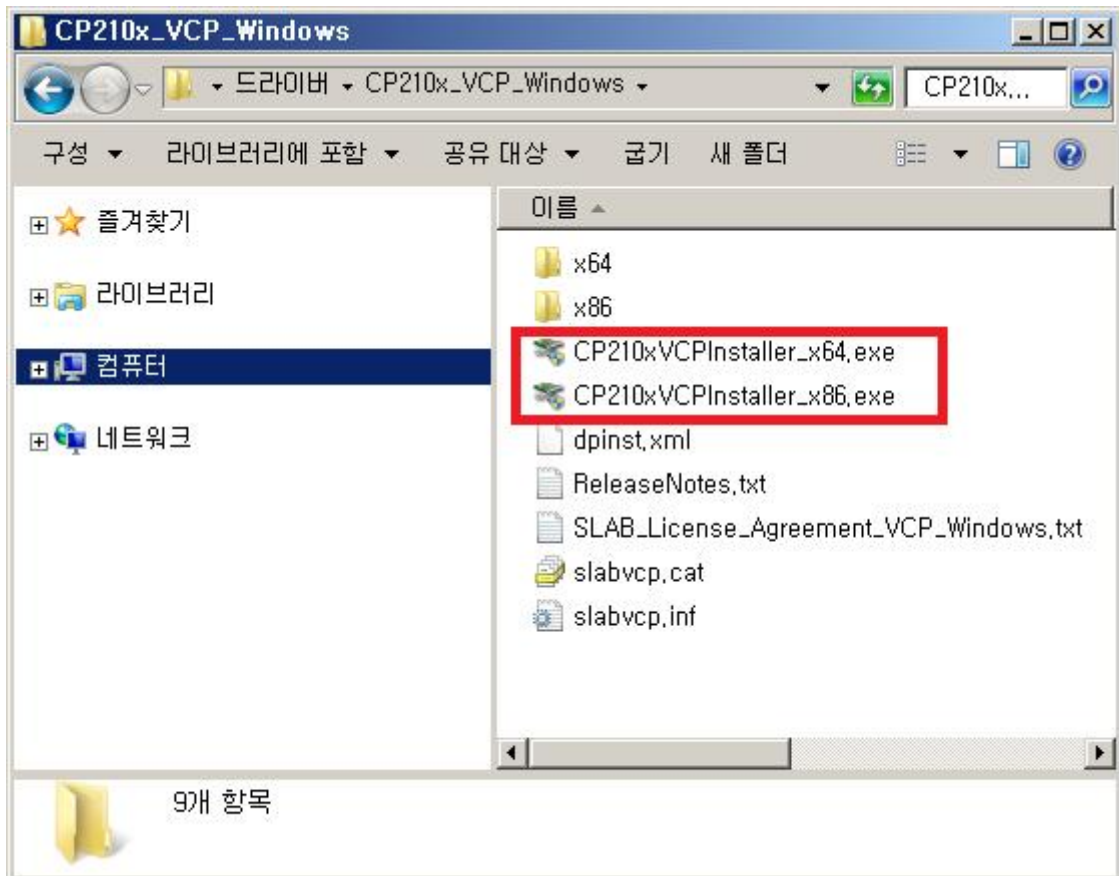 CP210x_VCP_Windows
드라이버 CP210x_VCP_Windows
CP210x...
구성 라이브러리에 포함 공유 대상 굽기 새 폴더
즐겨찾기
라이브러리
컴퓨터
네트워크
이름
x64
x86
CP210xVCPInstaller_x64.exe
CP210xVCPInstaller_x86.exe
dpinst.xml
ReleaseNotes.txt
SLAB_License_Agreement_VCP_Windows.txt
slabvcp.cat
slabvcp.inf
9개 항목